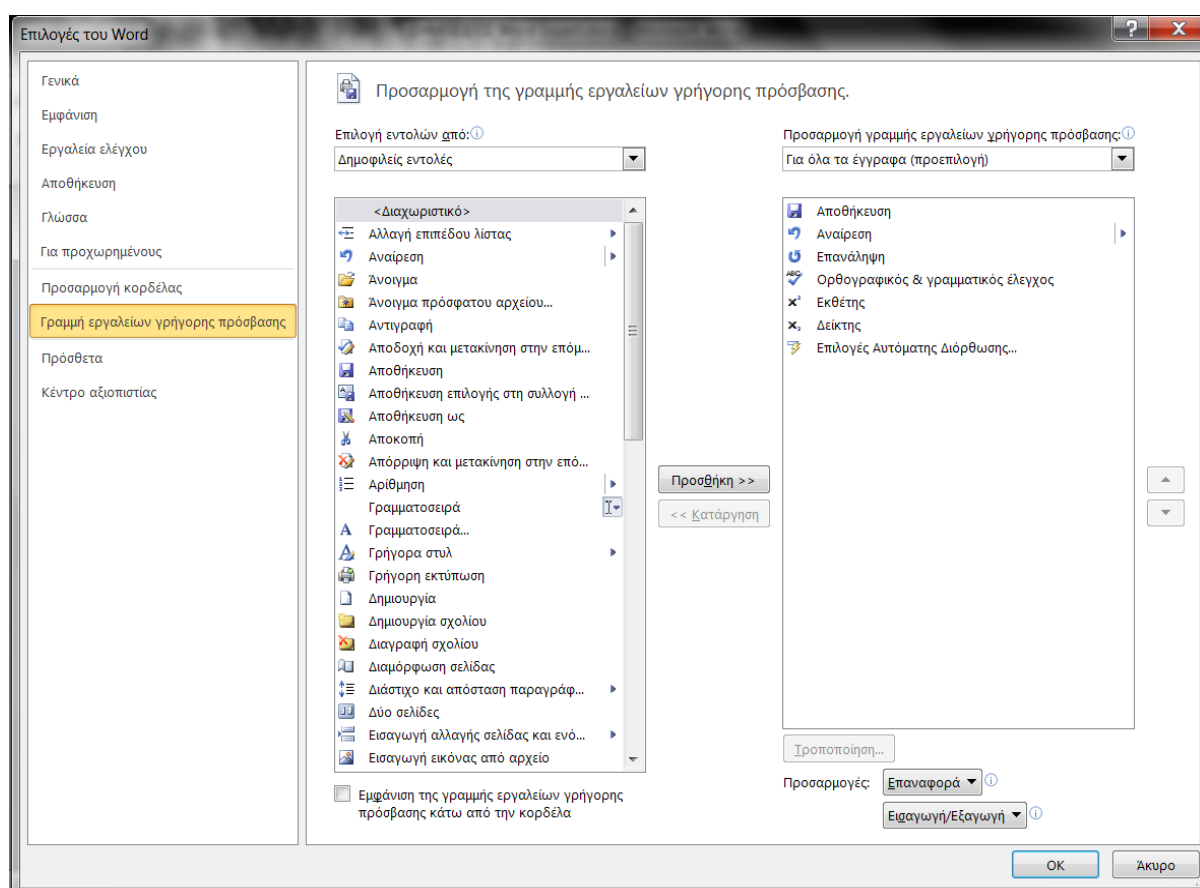 Επιλογές του Word
Γενικά
Εμφάνιση
Εργαλεία ελέγχου
Αποθήκευση
Γλώσσα
Για προχωρημένους
Προσαρμογή κορδέλας
Γραμμή εργαλείων γρήγορης πρόσβασης
Πρόσθετα
Κέντρο αξιοπιστίας
Προσαρμογή της γραμμής εργαλείων γρήγορης πρόσβασης.
Επιλογή εντολών από:
Δημοφιλείς εντολές
<Διαχωριστικό>
Αλλαγή επιπέδου λίστας
Αναίρεση
Άνοιγμα
Άνοιγμα πρόσφατου αρχείου...
Αντιγραφή
Αποδοχή και μετακίνηση στην επόμ...
Αποθήκευση
Αποθήκευση επιλογής στη συλλογή ...
Αποθήκευση ως
Αποκοπή
Απόρριψη και μετακίνηση στην επό...
Αρίθμηση
Γραμματοσειρά
Γραμματοσειρά...
Γρήγορα στυλ
Γρήγορη εκτύπωση
Δημιουργία
Δημιουργία σχολίου
Διαγραφή σχολίου
Διαμόρφωση σελίδας
Διάστιχο και απόσταση παραγράφ...
Δύο σελίδες
Εισαγωγή αλλαγής σελίδας και ενό...
Εισαγωγή εικόνας από αρχείο
Εμφάνιση της γραμμής εργαλείων γρήγορης
πρόσβασης κάτω από την κορδέλα
Προσθήκη >>
<< Κατάργηση
Προσαρμογή γραμμής εργαλείων γρήγορης πρόσβασης:
Για όλα τα έγγραφα (προεπιλογή)
Αποθήκευση
Αναίρεση
Επανάληψη
Ορθογραφικός & γραμματικός έλεγχος
Εκθέτης
Δείκτης
Επιλογές Αυτόματης Διόρθωσης...
Τροποποίηση...
Προσαρμογές: Επαναφορά
Εισαγωγή/Εξαγωγή
OK Άκυρο